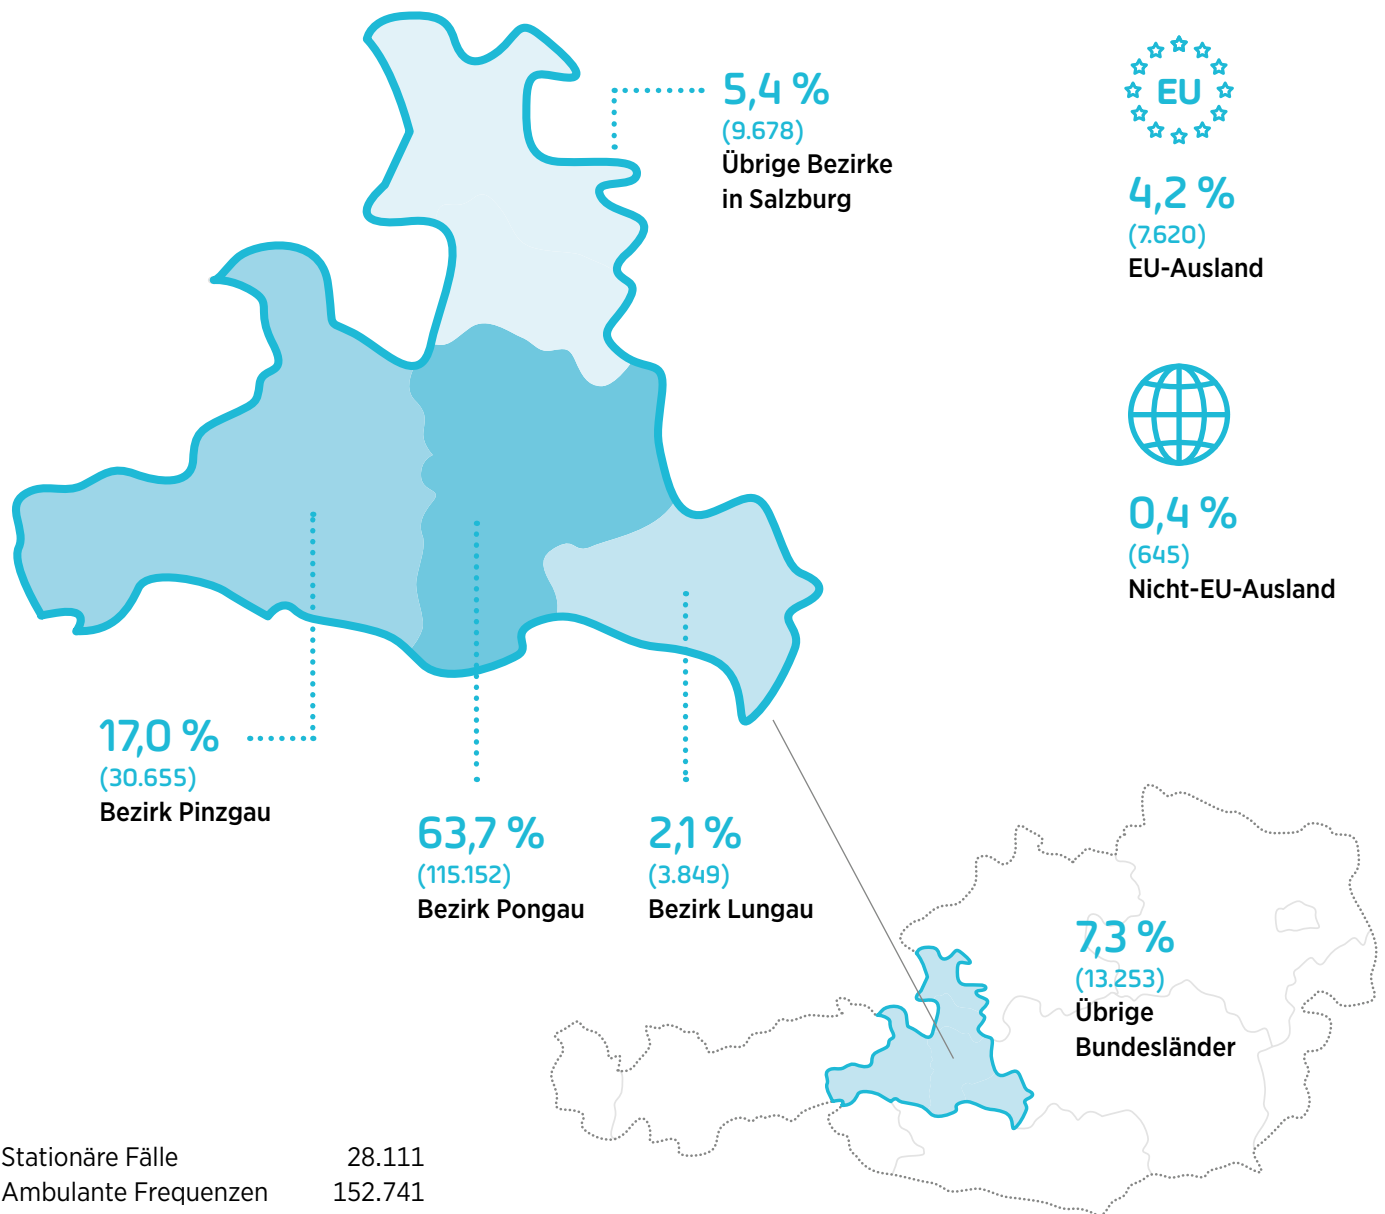 5,4 %
(9.678)
Übrige Bezirke
in Salzburg
EU
4,2 %
(7.620)
EU-Ausland
0,4 %
(645)
Nicht-EU-Ausland
17,0 %
(30.655)
Bezirk Pinzgau
63,7 %
(115.152)
Bezirk Pongau
2,1 %
(3.849)
Bezirk Lungau
7,3 %
(13.253)
Übrige
Bundesländer
Stationäre Fälle 28.111
Ambulante Frequenzen 152.741